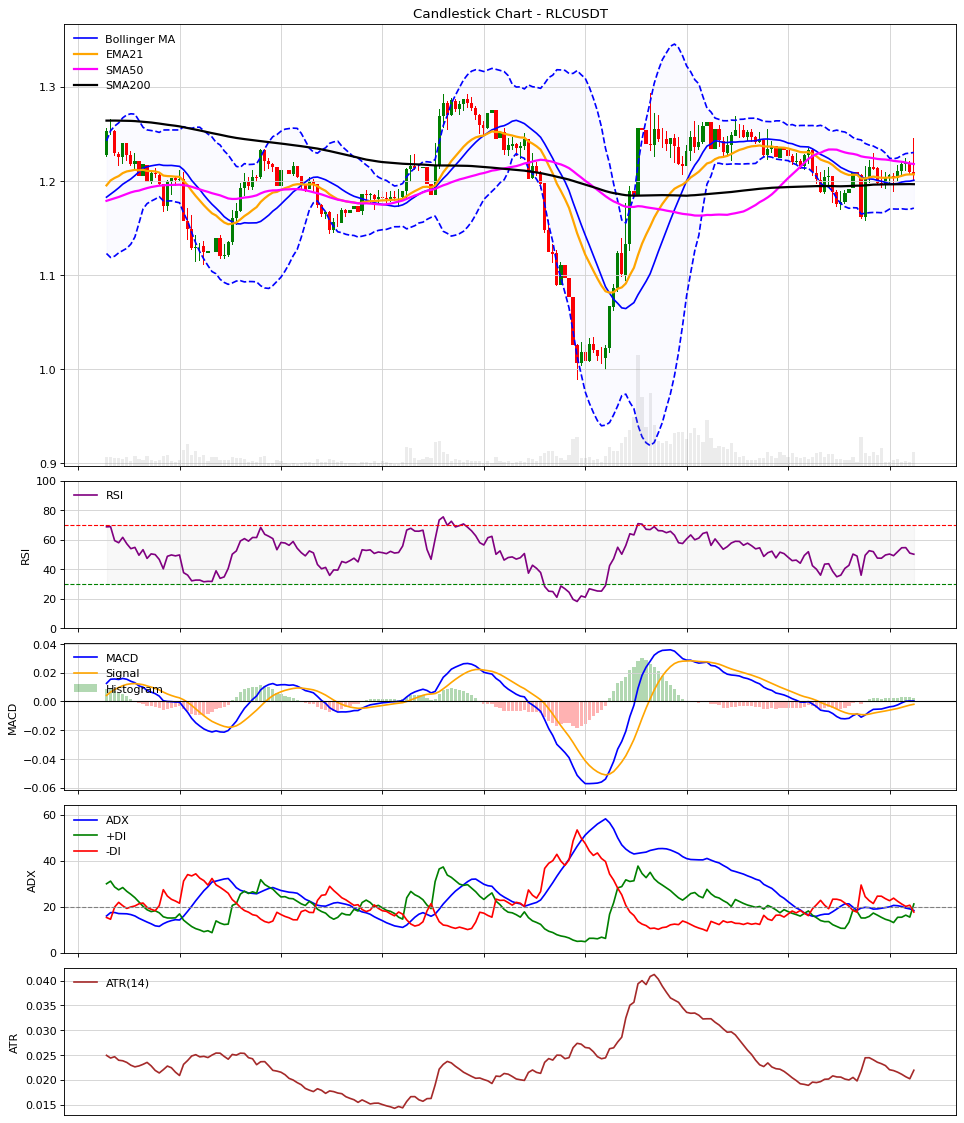 Candlestick Chart - RLCUSDT
Bollinger MA
EMA21
SMA50
SMA200
1.3
1.2
1.1
1.0
0.9
RSI
100
80
60
40
20
0
RSI
MACD
Signal
Histogram
0.04
0.02
0.00
−0.02
−0.04
−0.06
MACD
ADX
+DI
-DI
60
40
20
0
ADX
ATR(14)
0.040
0.035
0.030
0.025
0.020
0.015
ATR